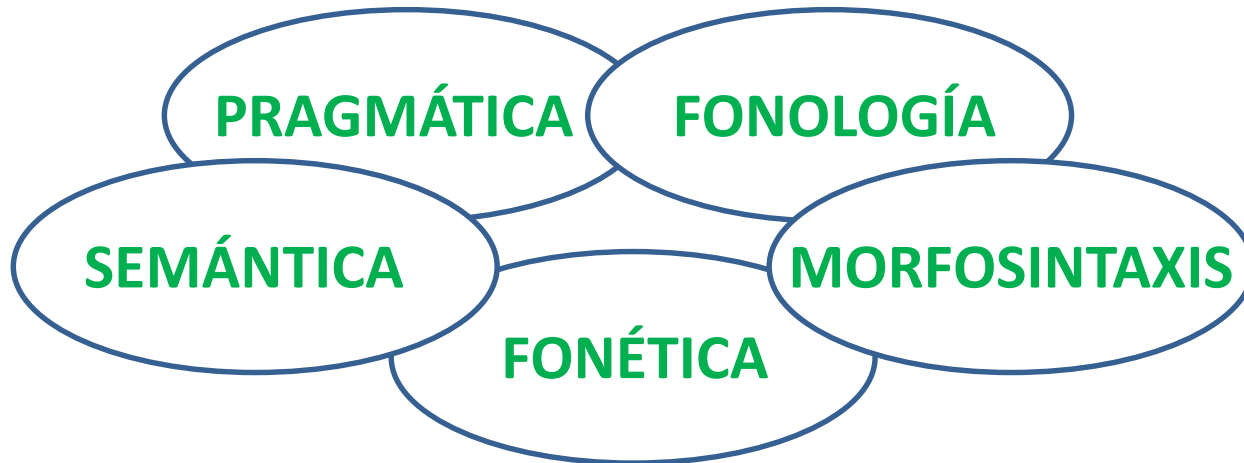 PRAGMÁTICA
FONOLOGÍA
SEMÁNTICA
MORFOSINTAXIS
FONÉTICA